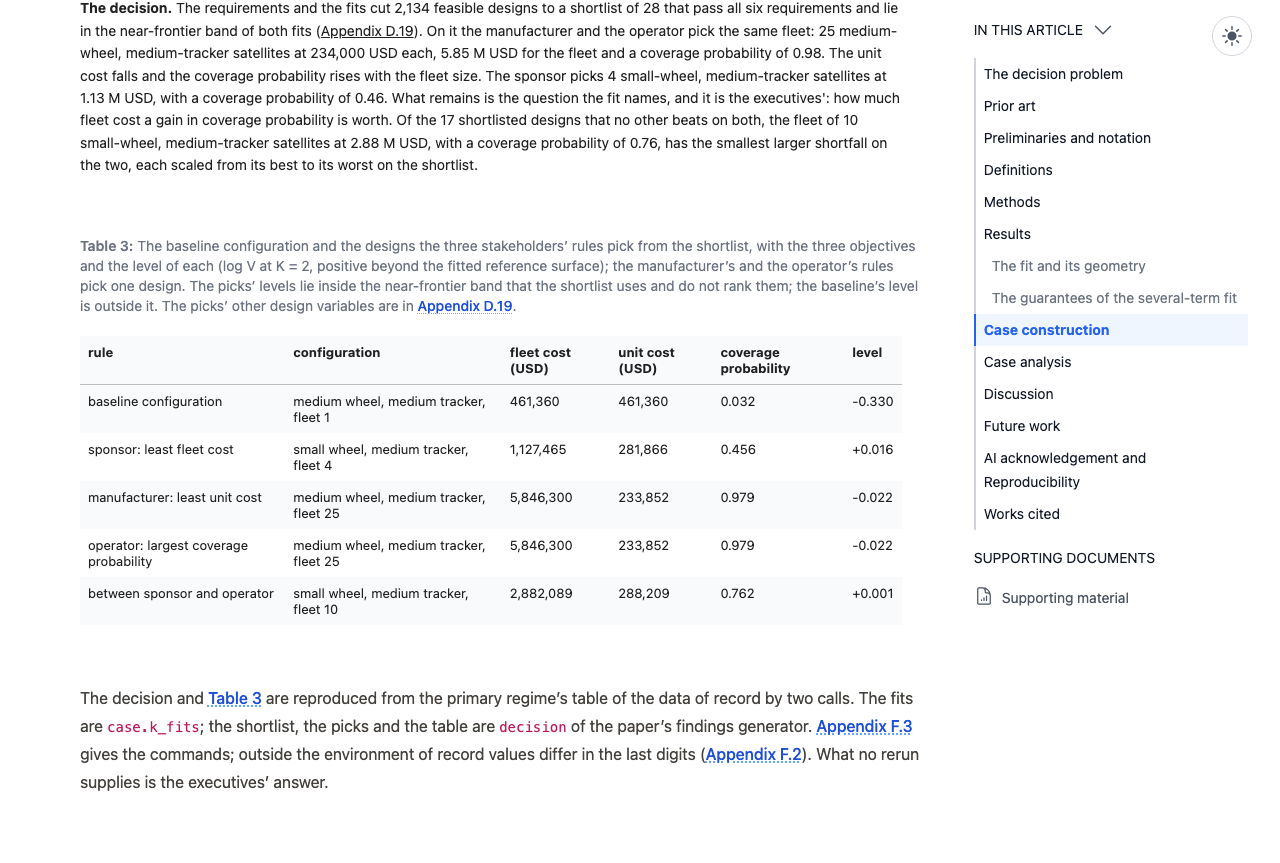 The decision. The requirements and the fits cut 2,134 feasible designs to a shortlist of 28 that pass all six requirements and lie
in the near-frontier band of both fits (Appendix D.19). On it the manufacturer and the operator pick the same fleet: 25 medium-
wheel, medium-tracker satellites at 234,000 USD each, 5.85 M USD for the fleet and a coverage probability of 0.98. The unit
cost falls and the coverage probability rises with the fleet size. The sponsor picks 4 small-wheel, medium-tracker satellites at
1.13 M USD, with a coverage probability of 0.46. What remains is the question the fit names, and it is the executives': how much
fleet cost a gain in coverage probability is worth. Of the 17 shortlisted designs that no other beats on both, the fleet of 10
small-wheel, medium-tracker satellites at 2.88 M USD, with a coverage probability of 0.76, has the smallest larger shortfall on
the two, each scaled from its best to its worst on the shortlist.
Table 3: The baseline configuration and the designs the three stakeholders’ rules pick from the shortlist, with the three objectives
and the level of each (log V at K = 2, positive beyond the fitted reference surface); the manufacturer’s and the operator’s rules
pick one design. The picks’ levels lie inside the near-frontier band that the shortlist uses and do not rank them; the baseline’s level
is outside it. The picks’ other design variables are in Appendix D.19.
rule configuration fleet cost (USD) unit cost (USD) coverage probability level
baseline configuration medium wheel, medium tracker, fleet 1 461,360 461,360 0.032 -0.330
sponsor: least fleet cost small wheel, medium tracker, fleet 4 1,127,465 281,866 0.456 +0.016
manufacturer: least unit cost medium wheel, medium tracker, fleet 25 5,846,300 233,852 0.979 -0.022
operator: largest coverage probability medium wheel, medium tracker, fleet 25 5,846,300 233,852 0.979 -0.022
between sponsor and operator small wheel, medium tracker, fleet 10 2,882,089 288,209 0.762 +0.001
The decision and Table 3 are reproduced from the primary regime’s table of the data of record by two calls. The fits
are case.k_fits; the shortlist, the picks and the table are decision of the paper’s findings generator. Appendix F.3
gives the commands; outside the environment of record values differ in the last digits (Appendix F.2). What no rerun
supplies is the executives’ answer.
IN THIS ARTICLE
The decision problem
Prior art
Preliminaries and notation
Definitions
Methods
Results
The fit and its geometry
The guarantees of the several-term fit
Case construction
Case analysis
Discussion
Future work
AI acknowledgement and
Reproducibility
Works cited
SUPPORTING DOCUMENTS
Supporting material